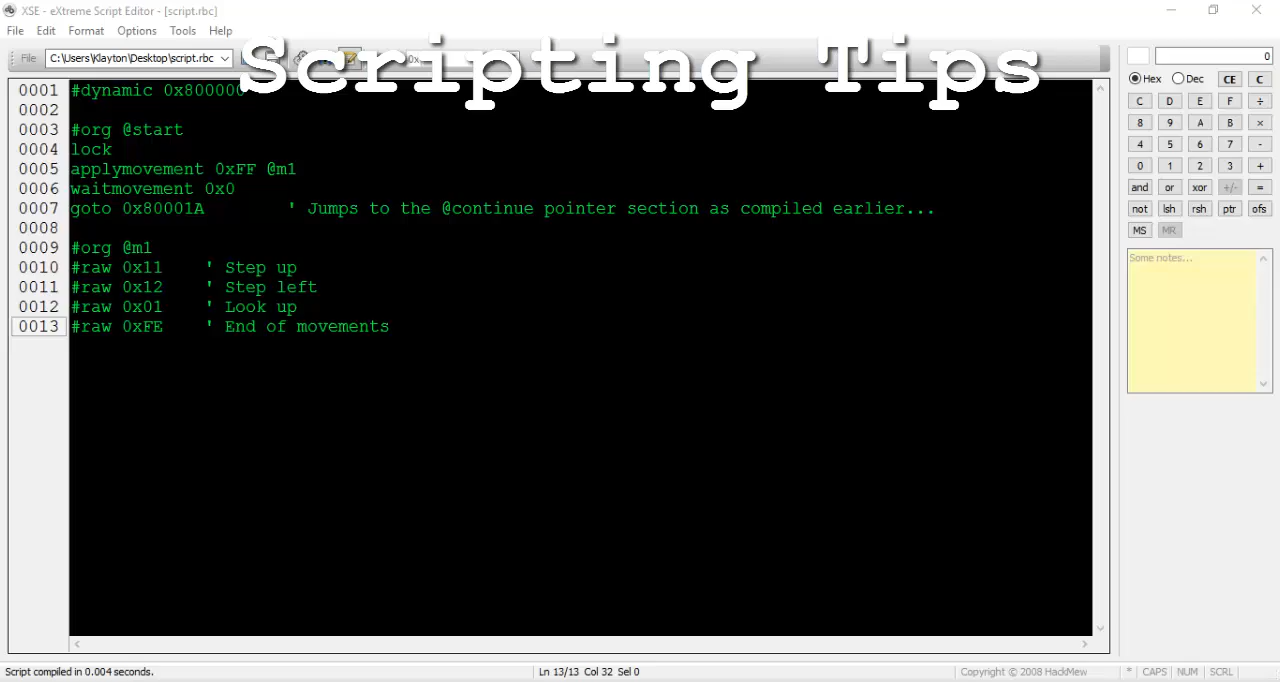 XSE - eXtreme Script Editor - [script.rbc]
File Edit Format Options Tools Help
File C:\Users\Klayton\Desktop\script.rbc
Scripting Tips
0001 #dynamic 0x800000
0002
0003 #org @start
0004 lock
0005 applymovement 0xFF @m1
0006 waitmovement 0x0
0007 goto 0x80001A ' Jumps to the @continue pointer section as compiled earlier...
0008
0009 #org @m1
0010 #raw 0x11 ' Step up
0011 #raw 0x12 ' Step left
0012 #raw 0x01 ' Look up
0013 #raw 0xFE ' End of movements
0
Hex Dec CE C
C D E F ÷
8 9 A B ×
4 5 6 7 -
0 1 2 3 +
and or xor +/- =
not lsh rsh ptr ofs
MS MR
Some notes...
Script compiled in 0.004 seconds. Ln 13/13 Col 32 Sel 0 Copyright © 2008 HackMew * CAPS NUM SCRL